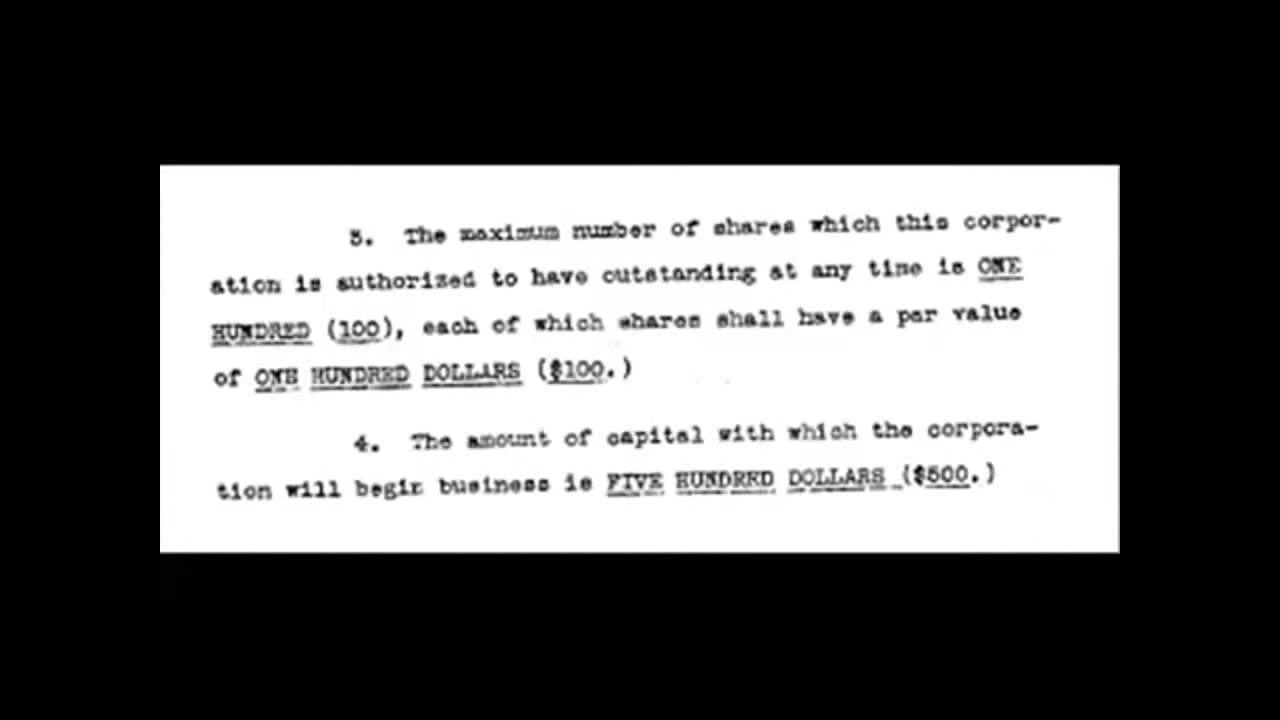 3. The maximum number of shares which this corpor-
ation is authorized to have outstanding at any time is ONE
HUNDRED (100), each of which shares shall have a par value
of ONE HUNDRED DOLLARS ($100.)
4. The amount of capital with which the corpora-
tion will begin business is FIVE HUNDRED DOLLARS ($500.)